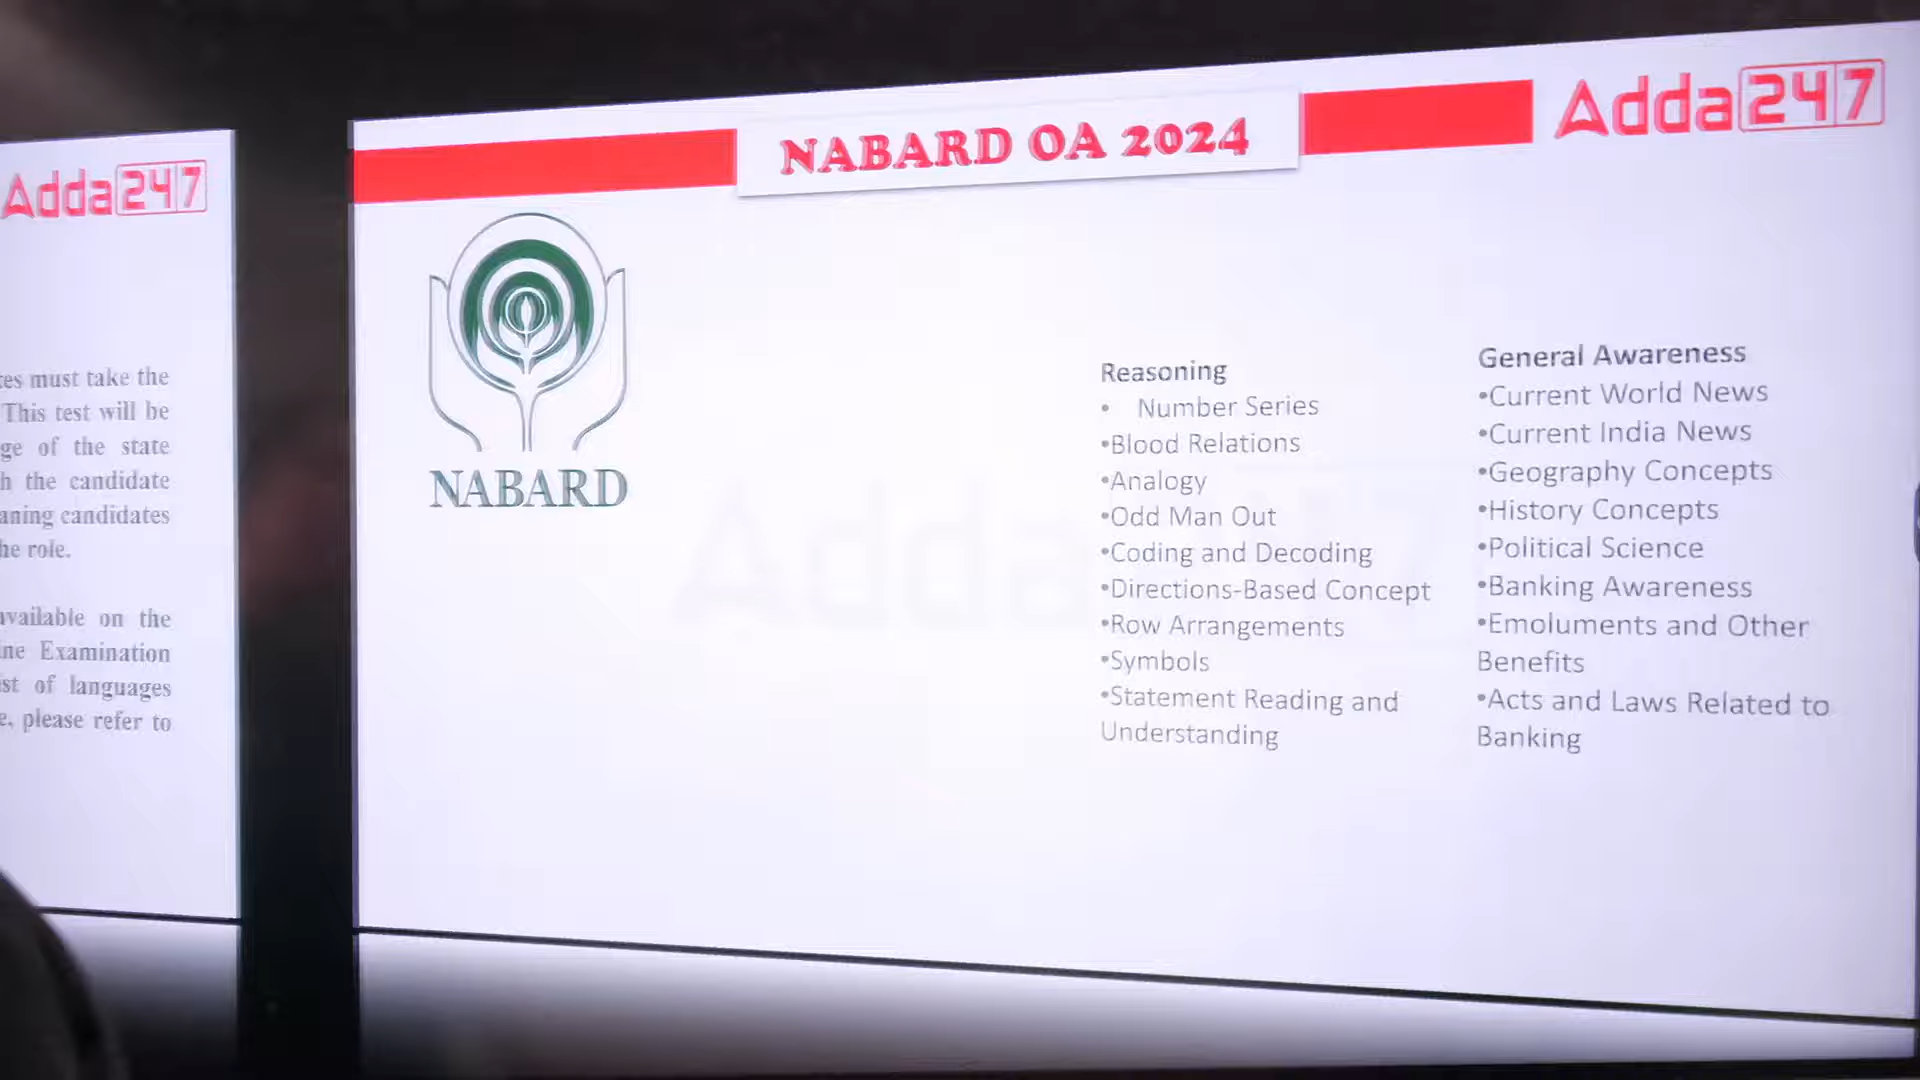 Adda247
es must take the
This test will be
ge of the state
h the candidate
aning candidates
he role.
available on the
ne Examination
st of languages
e, please refer to
NABARD OA 2024
Adda247
NABARD
Reasoning
• Number Series
•Blood Relations
•Analogy
•Odd Man Out
•Coding and Decoding
•Directions-Based Concept
•Row Arrangements
•Symbols
•Statement Reading and
Understanding
General Awareness
•Current World News
•Current India News
•Geography Concepts
•History Concepts
•Political Science
•Banking Awareness
•Emoluments and Other
Benefits
•Acts and Laws Related to
Banking
Adda247